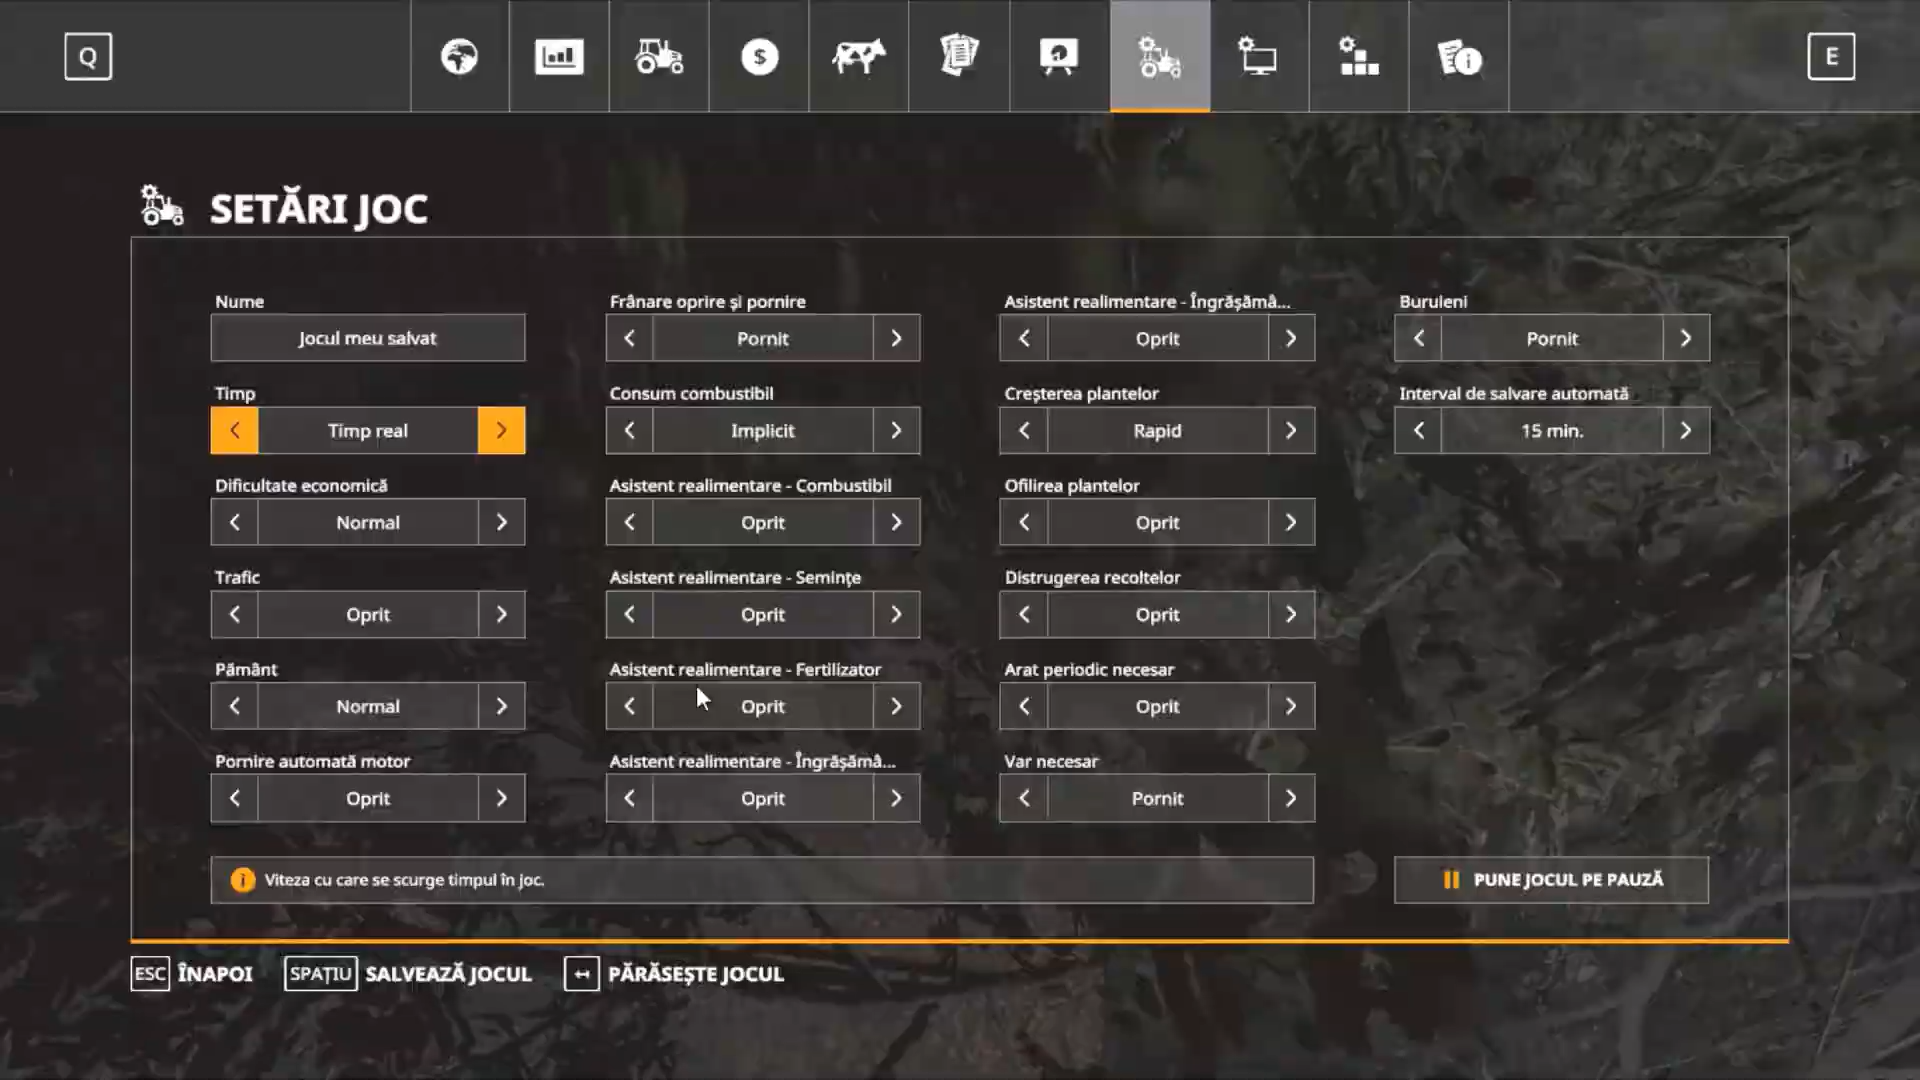 Q
E
SETĂRI JOC
Nume
Jocul meu salvat
Timp
Timp real
Dificultate economică
Normal
Trafic
Oprit
Pământ
Normal
Pornire automată motor
Oprit
Frânare oprire și pornire
Pornit
Consum combustibil
Implicit
Asistent realimentare - Combustibil
Oprit
Asistent realimentare - Semințe
Oprit
Asistent realimentare - Fertilizator
Oprit
Asistent realimentare - Îngrășămâ...
Oprit
Asistent realimentare - Îngrășămâ...
Oprit
Creșterea plantelor
Rapid
Ofilirea plantelor
Oprit
Distrugerea recoltelor
Oprit
Arat periodic necesar
Oprit
Var necesar
Pornit
Buruieni
Pornit
Interval de salvare automată
15 min.
Viteza cu care se scurge timpul în joc.
PUNE JOCUL PE PAUZĂ
ESC ÎNAPOI SPAȚIU SALVEAZĂ JOCUL ↔ PĂRĂSEȘTE JOCUL